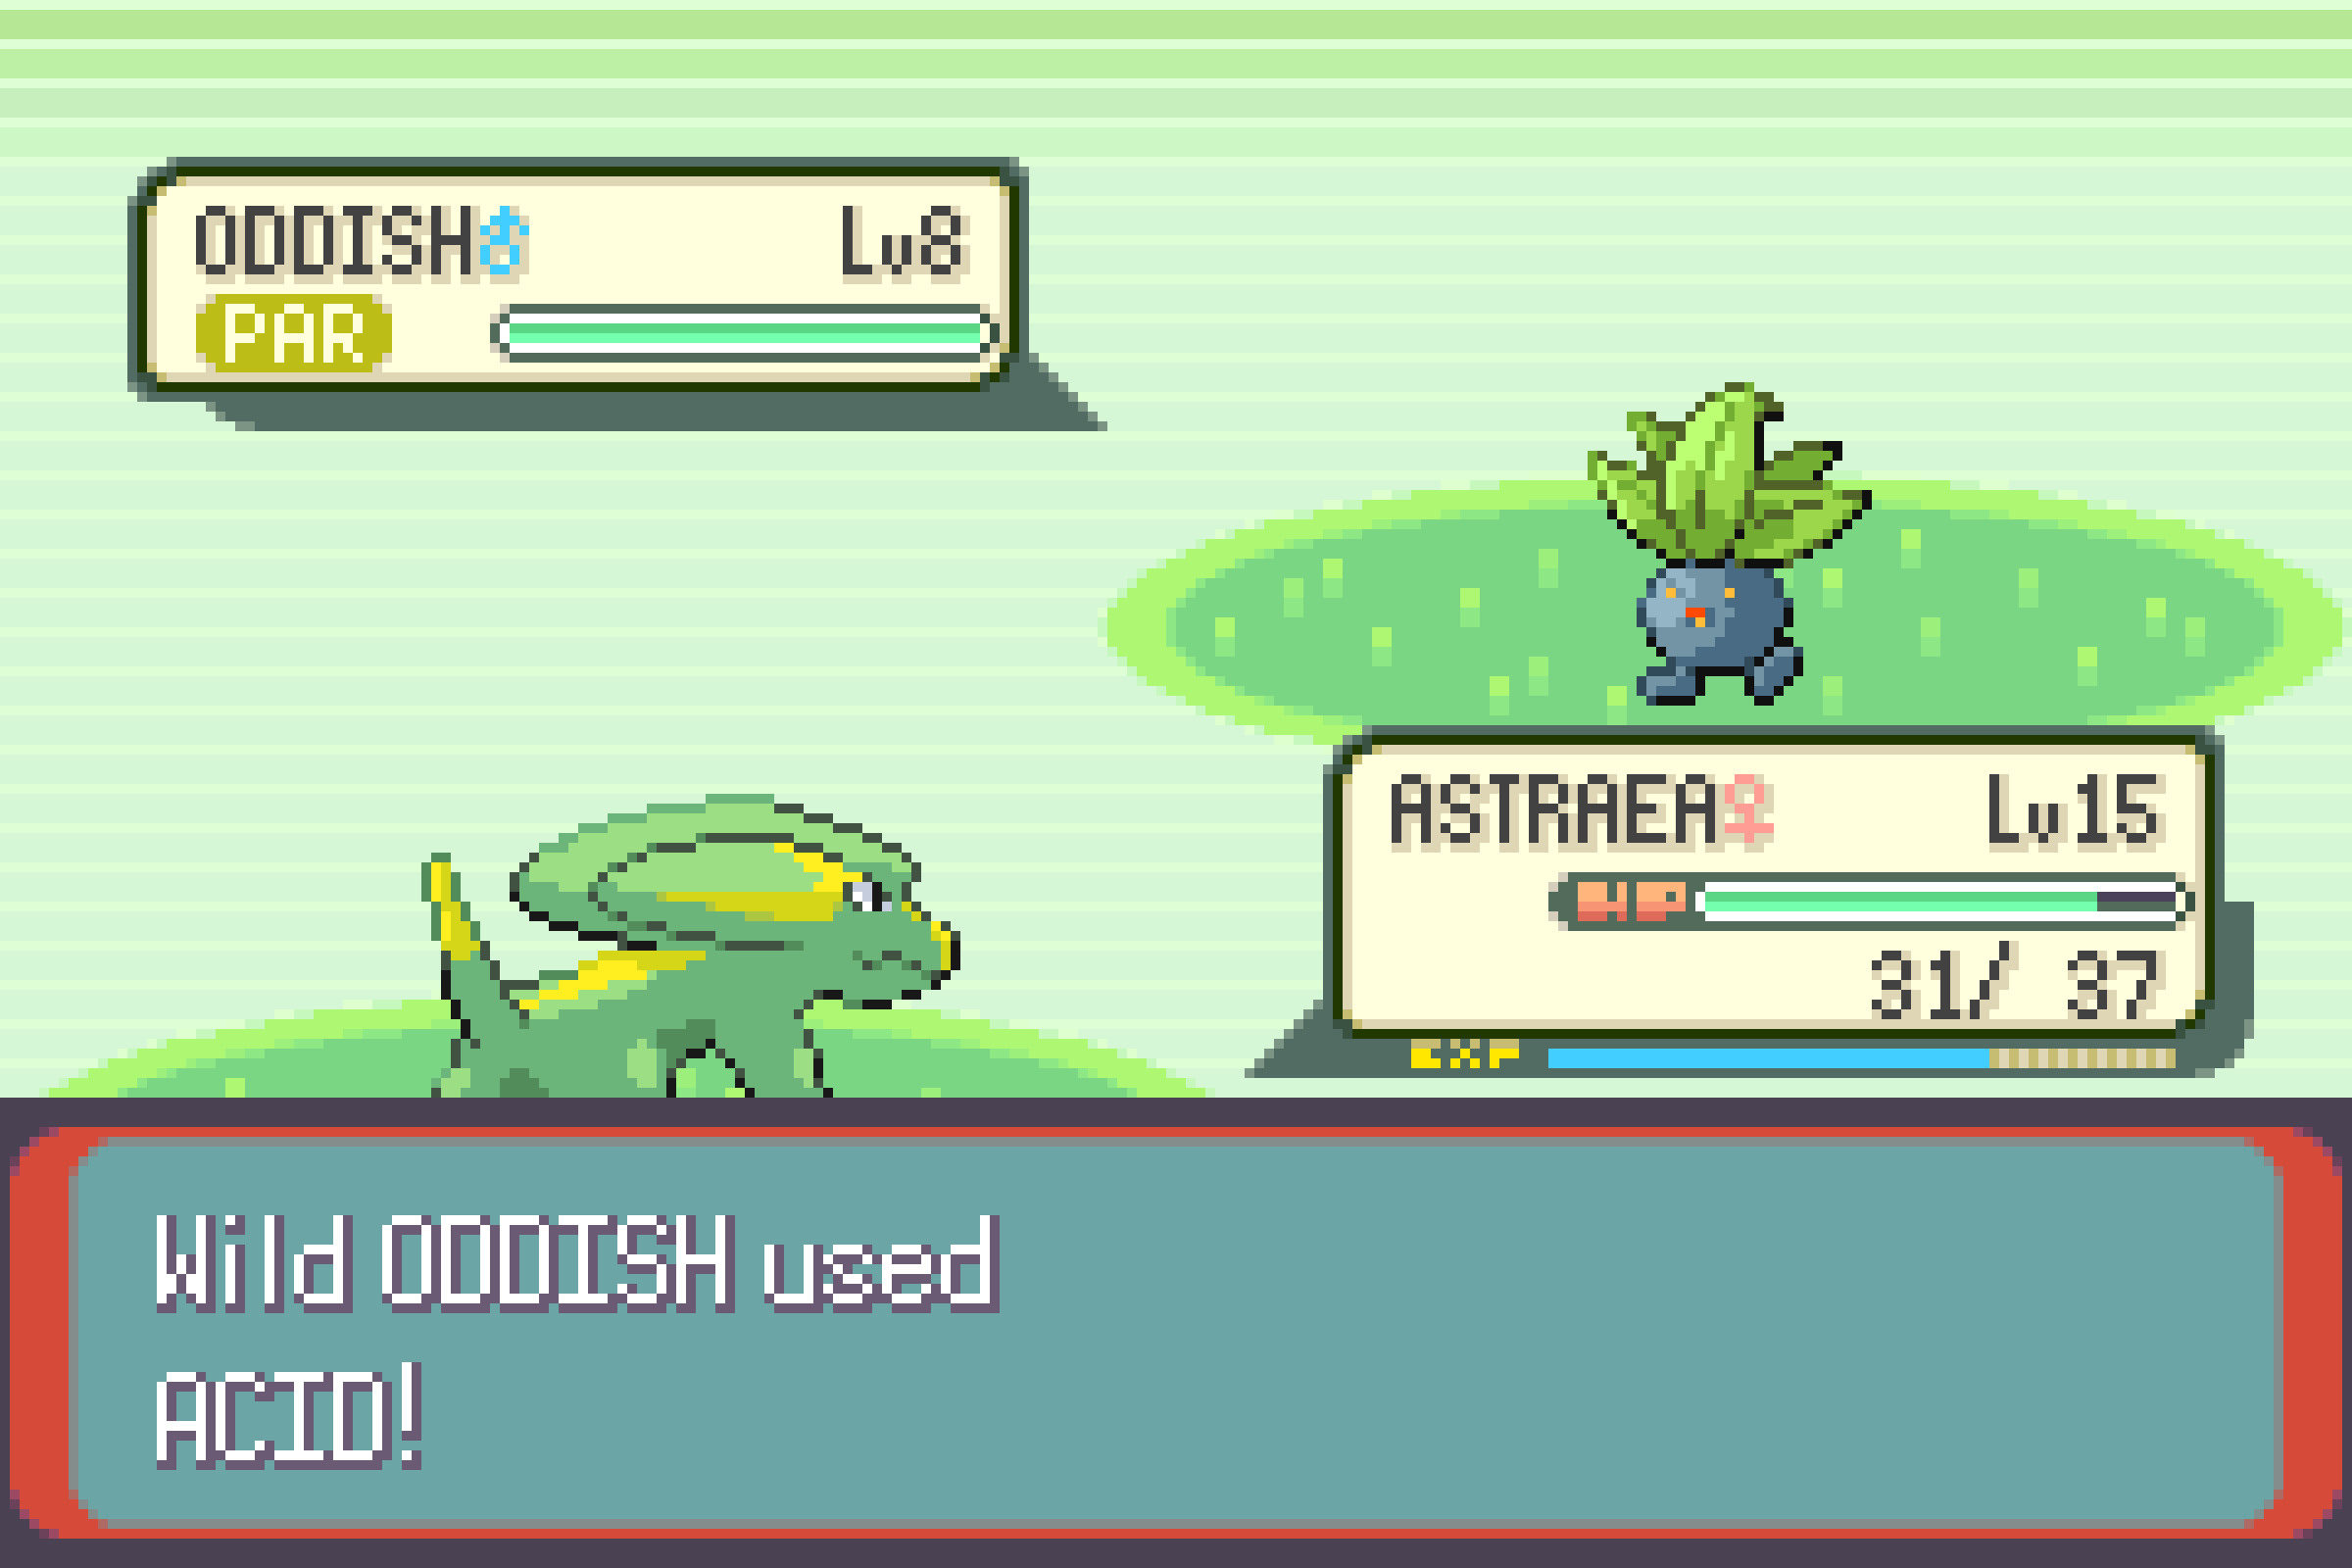 ODDISH♂ Lv8
PAR
ASTRAEA♀ Lv15
HP
31/ 37
EXP
Wild ODDISH used
ACID!